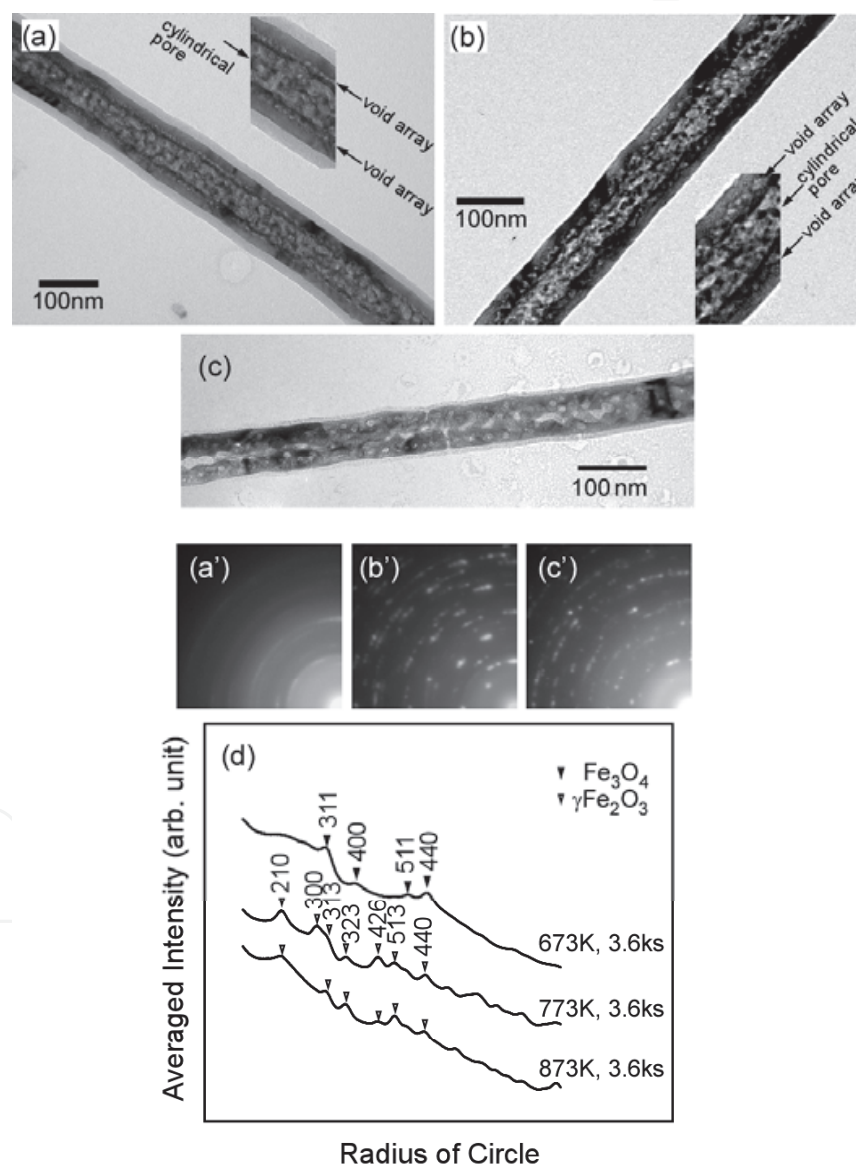 (a)
cylindrical
pore
void array
void array
100nm
(b)
void array
cylindrical
pore
void array
100nm
(c)
100 nm
(a')
(b')
(c')
(d)
Fe3O4
γFe2O3
311
400
511
440
210
300
313
323
426
513
440
673K, 3.6ks
773K, 3.6ks
873K, 3.6ks
Averaged Intensity (arb. unit)
Radius of Circle